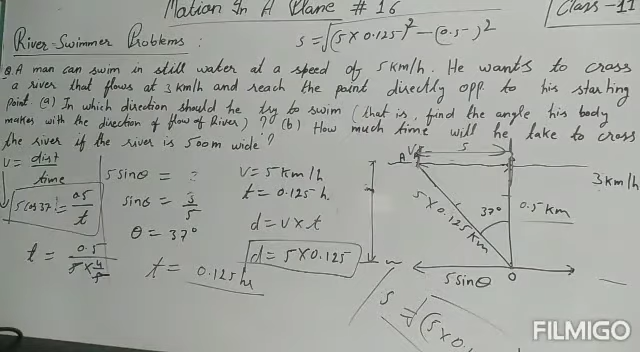 Motion In A Plane # 16
Class-11
River-Swimmer Problems :
S = √(5 × 0.125)² - (0.5)²
Q. A man can swim in still water at a speed of 5 km/h. He wants to cross
a river that flows at 3 km/h and reach the point directly opp. to his starting
point (a) In which direction should he try to swim (that is, find the angle his body
makes with the direction of flow of River) ? (b) How much time will he take to cross
the river if the river is 500m wide?
V = dist/time
5 cos 37° = 0.5/t
t = 0.5/(5 × 4/5)
5 sinθ =
sinθ = 3/5
θ = 37°
t = 0.125 hr
V = 5 km/h
t = 0.125 h.
d = v × t
d = 5 × 0.125
A
S
3 km/h
37°
0.5 km
5 × 0.125 km
5 sinθ
O
S = √(5 × 0.1
FILMIGO